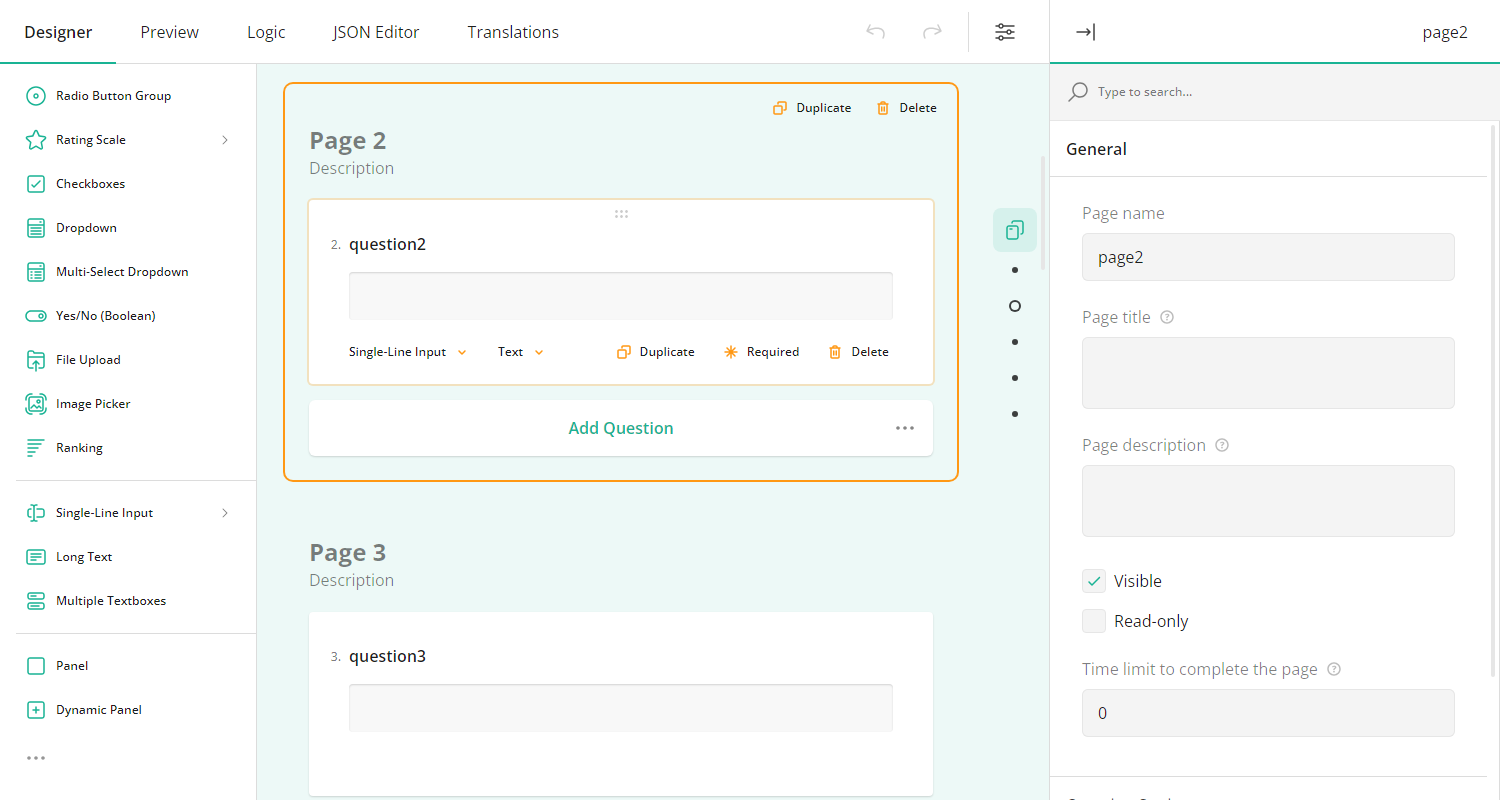 Designer
Preview
Logic
JSON Editor
Translations
page2
Radio Button Group
Rating Scale
Checkboxes
Dropdown
Multi-Select Dropdown
Yes/No (Boolean)
File Upload
Image Picker
Ranking
Single-Line Input
Long Text
Multiple Textboxes
Panel
Dynamic Panel
Duplicate
Delete
Page 2
Description
2. question2
Single-Line Input
Text
Duplicate
Required
Delete
Add Question
Page 3
Description
3. question3
Type to search...
General
Page name
page2
Page title
Page description
Visible
Read-only
Time limit to complete the page
0